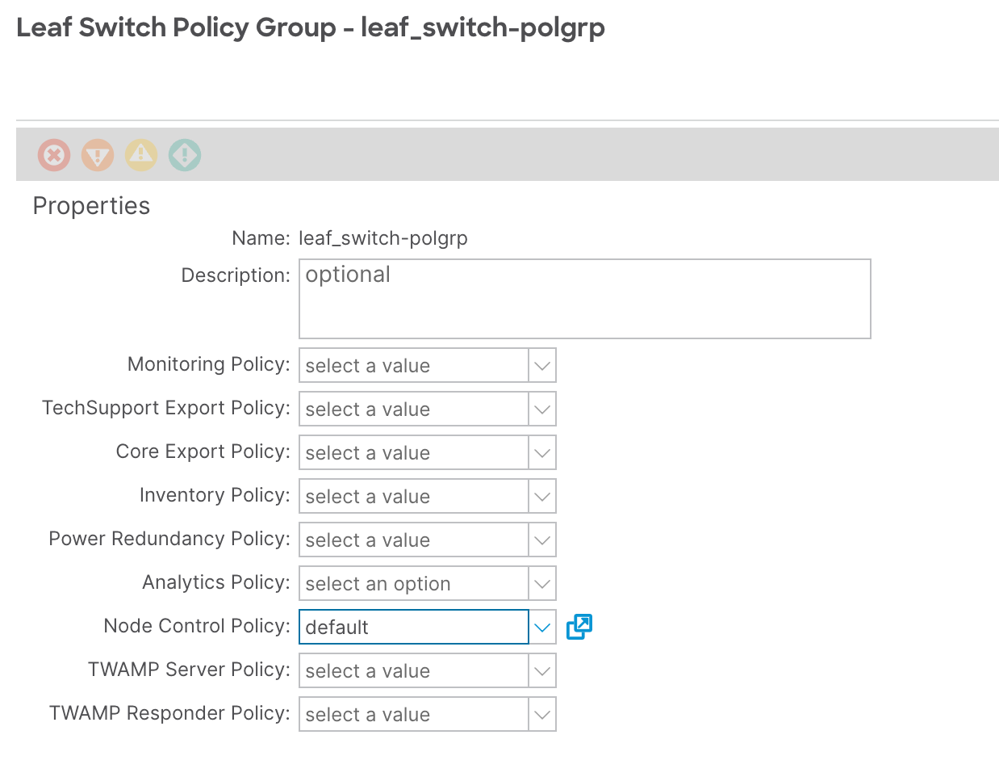 Leaf Switch Policy Group - leaf_switch-polgrp
Properties
Name: leaf_switch-polgrp
Description: optional
Monitoring Policy: select a value
TechSupport Export Policy: select a value
Core Export Policy: select a value
Inventory Policy: select a value
Power Redundancy Policy: select a value
Analytics Policy: select an option
Node Control Policy: default
TWAMP Server Policy: select a value
TWAMP Responder Policy: select a value